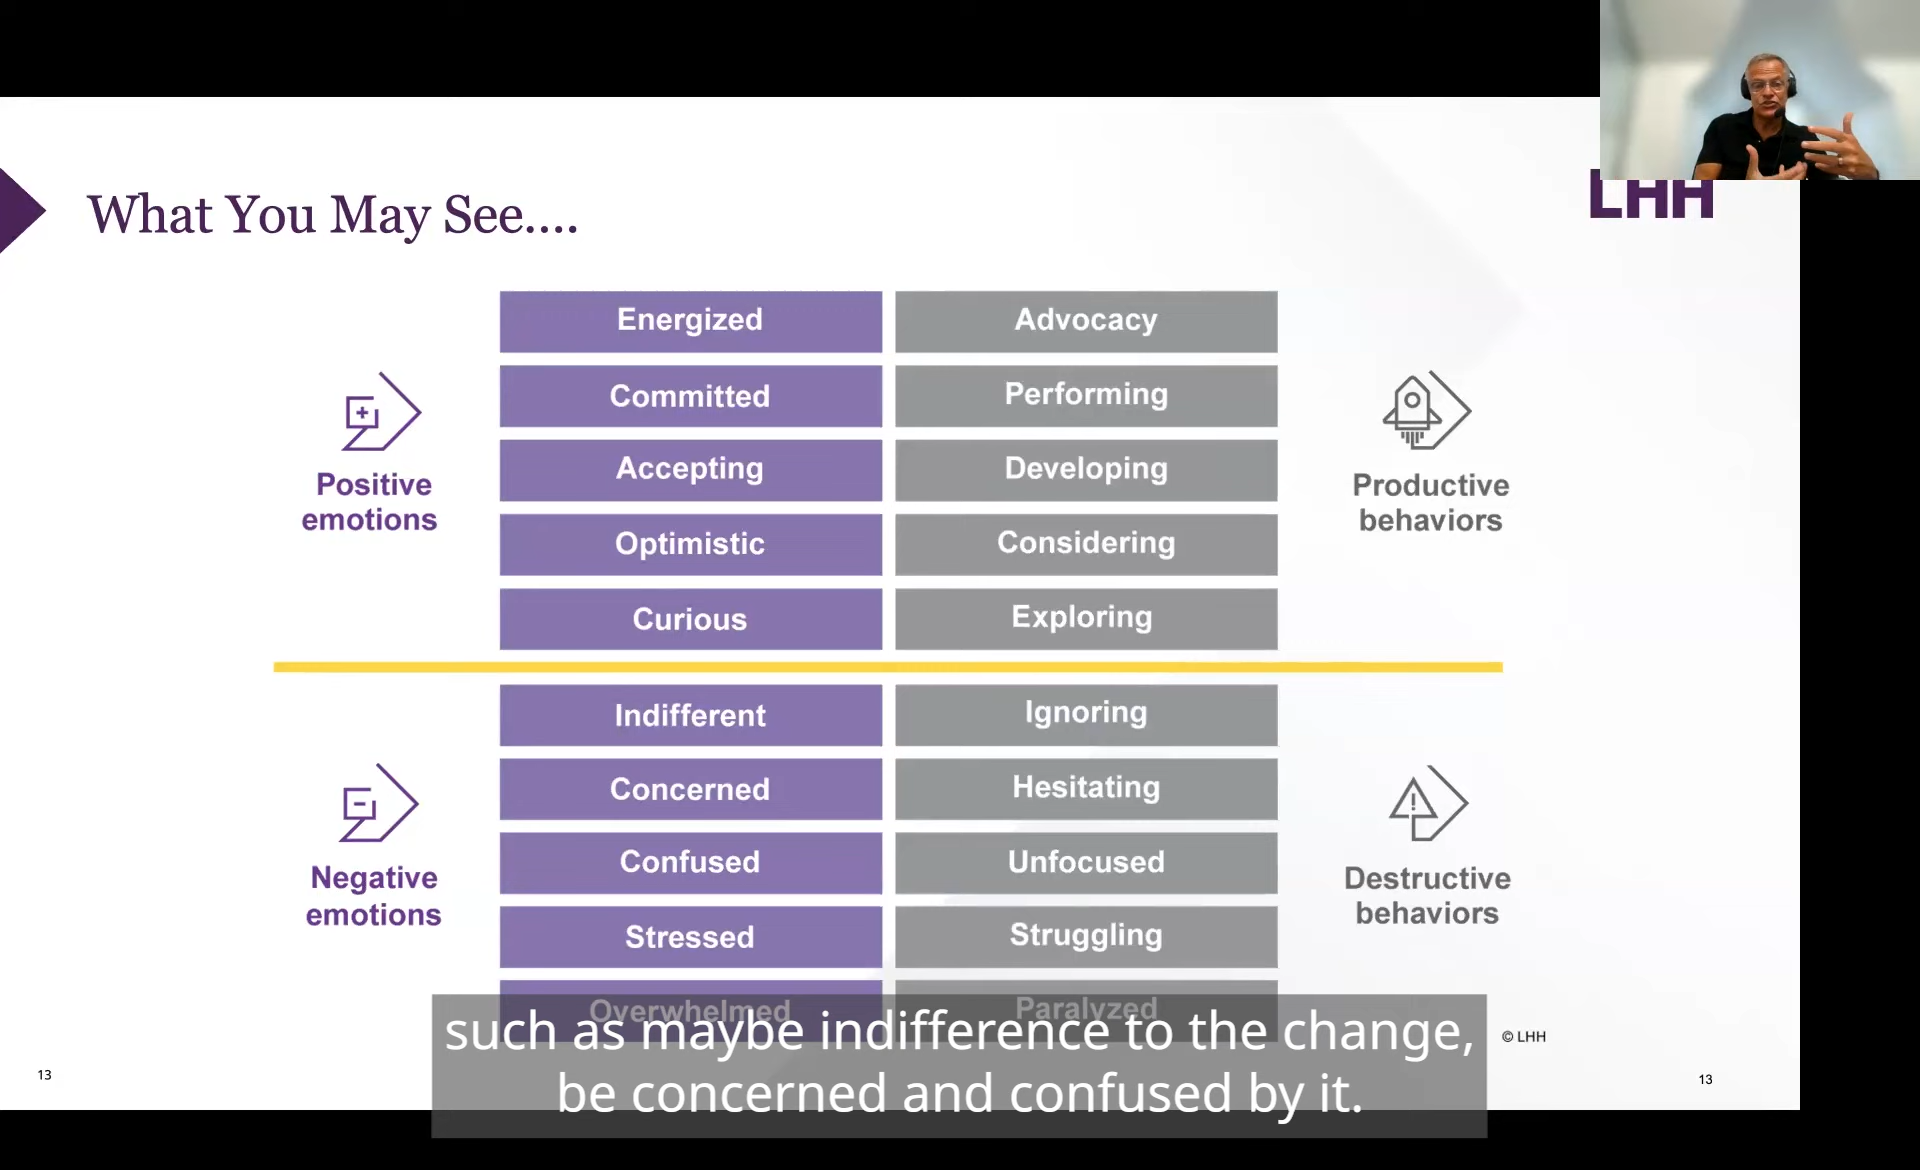 LHH
What You May See....
Energized
Advocacy
Committed
Performing
Accepting
Developing
Optimistic
Considering
Curious
Exploring
Positive
emotions
Productive
behaviors
Indifferent
Ignoring
Concerned
Hesitating
Confused
Unfocused
Stressed
Struggling
Overwhelmed
Paralyzed
Negative
emotions
Destructive
behaviors
such as maybe indifference to the change,
be concerned and confused by it.
© LHH
13
13